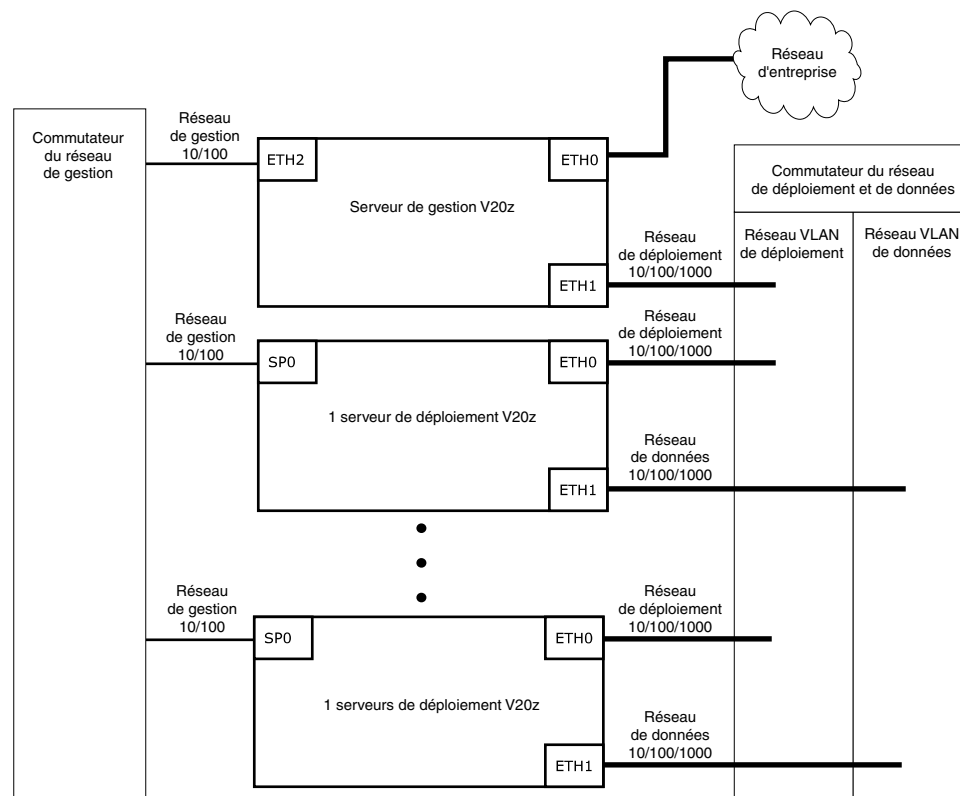 Réseau
d'entreprise
Commutateur
du réseau
de gestion
Réseau
de gestion
10/100
ETH2
ETH0
Serveur de gestion V20z
ETH1
Réseau
de déploiement
10/100/1000
Commutateur du réseau
de déploiement et de données
Réseau VLAN
de déploiement
Réseau VLAN
de données
Réseau
de gestion
10/100
SP0
ETH0
Réseau
de déploiement
10/100/1000
1 serveur de déploiement V20z
ETH1
Réseau
de données
10/100/1000
Réseau
de gestion
10/100
SP0
ETH0
Réseau
de déploiement
10/100/1000
1 serveurs de déploiement V20z
ETH1
Réseau
de données
10/100/1000